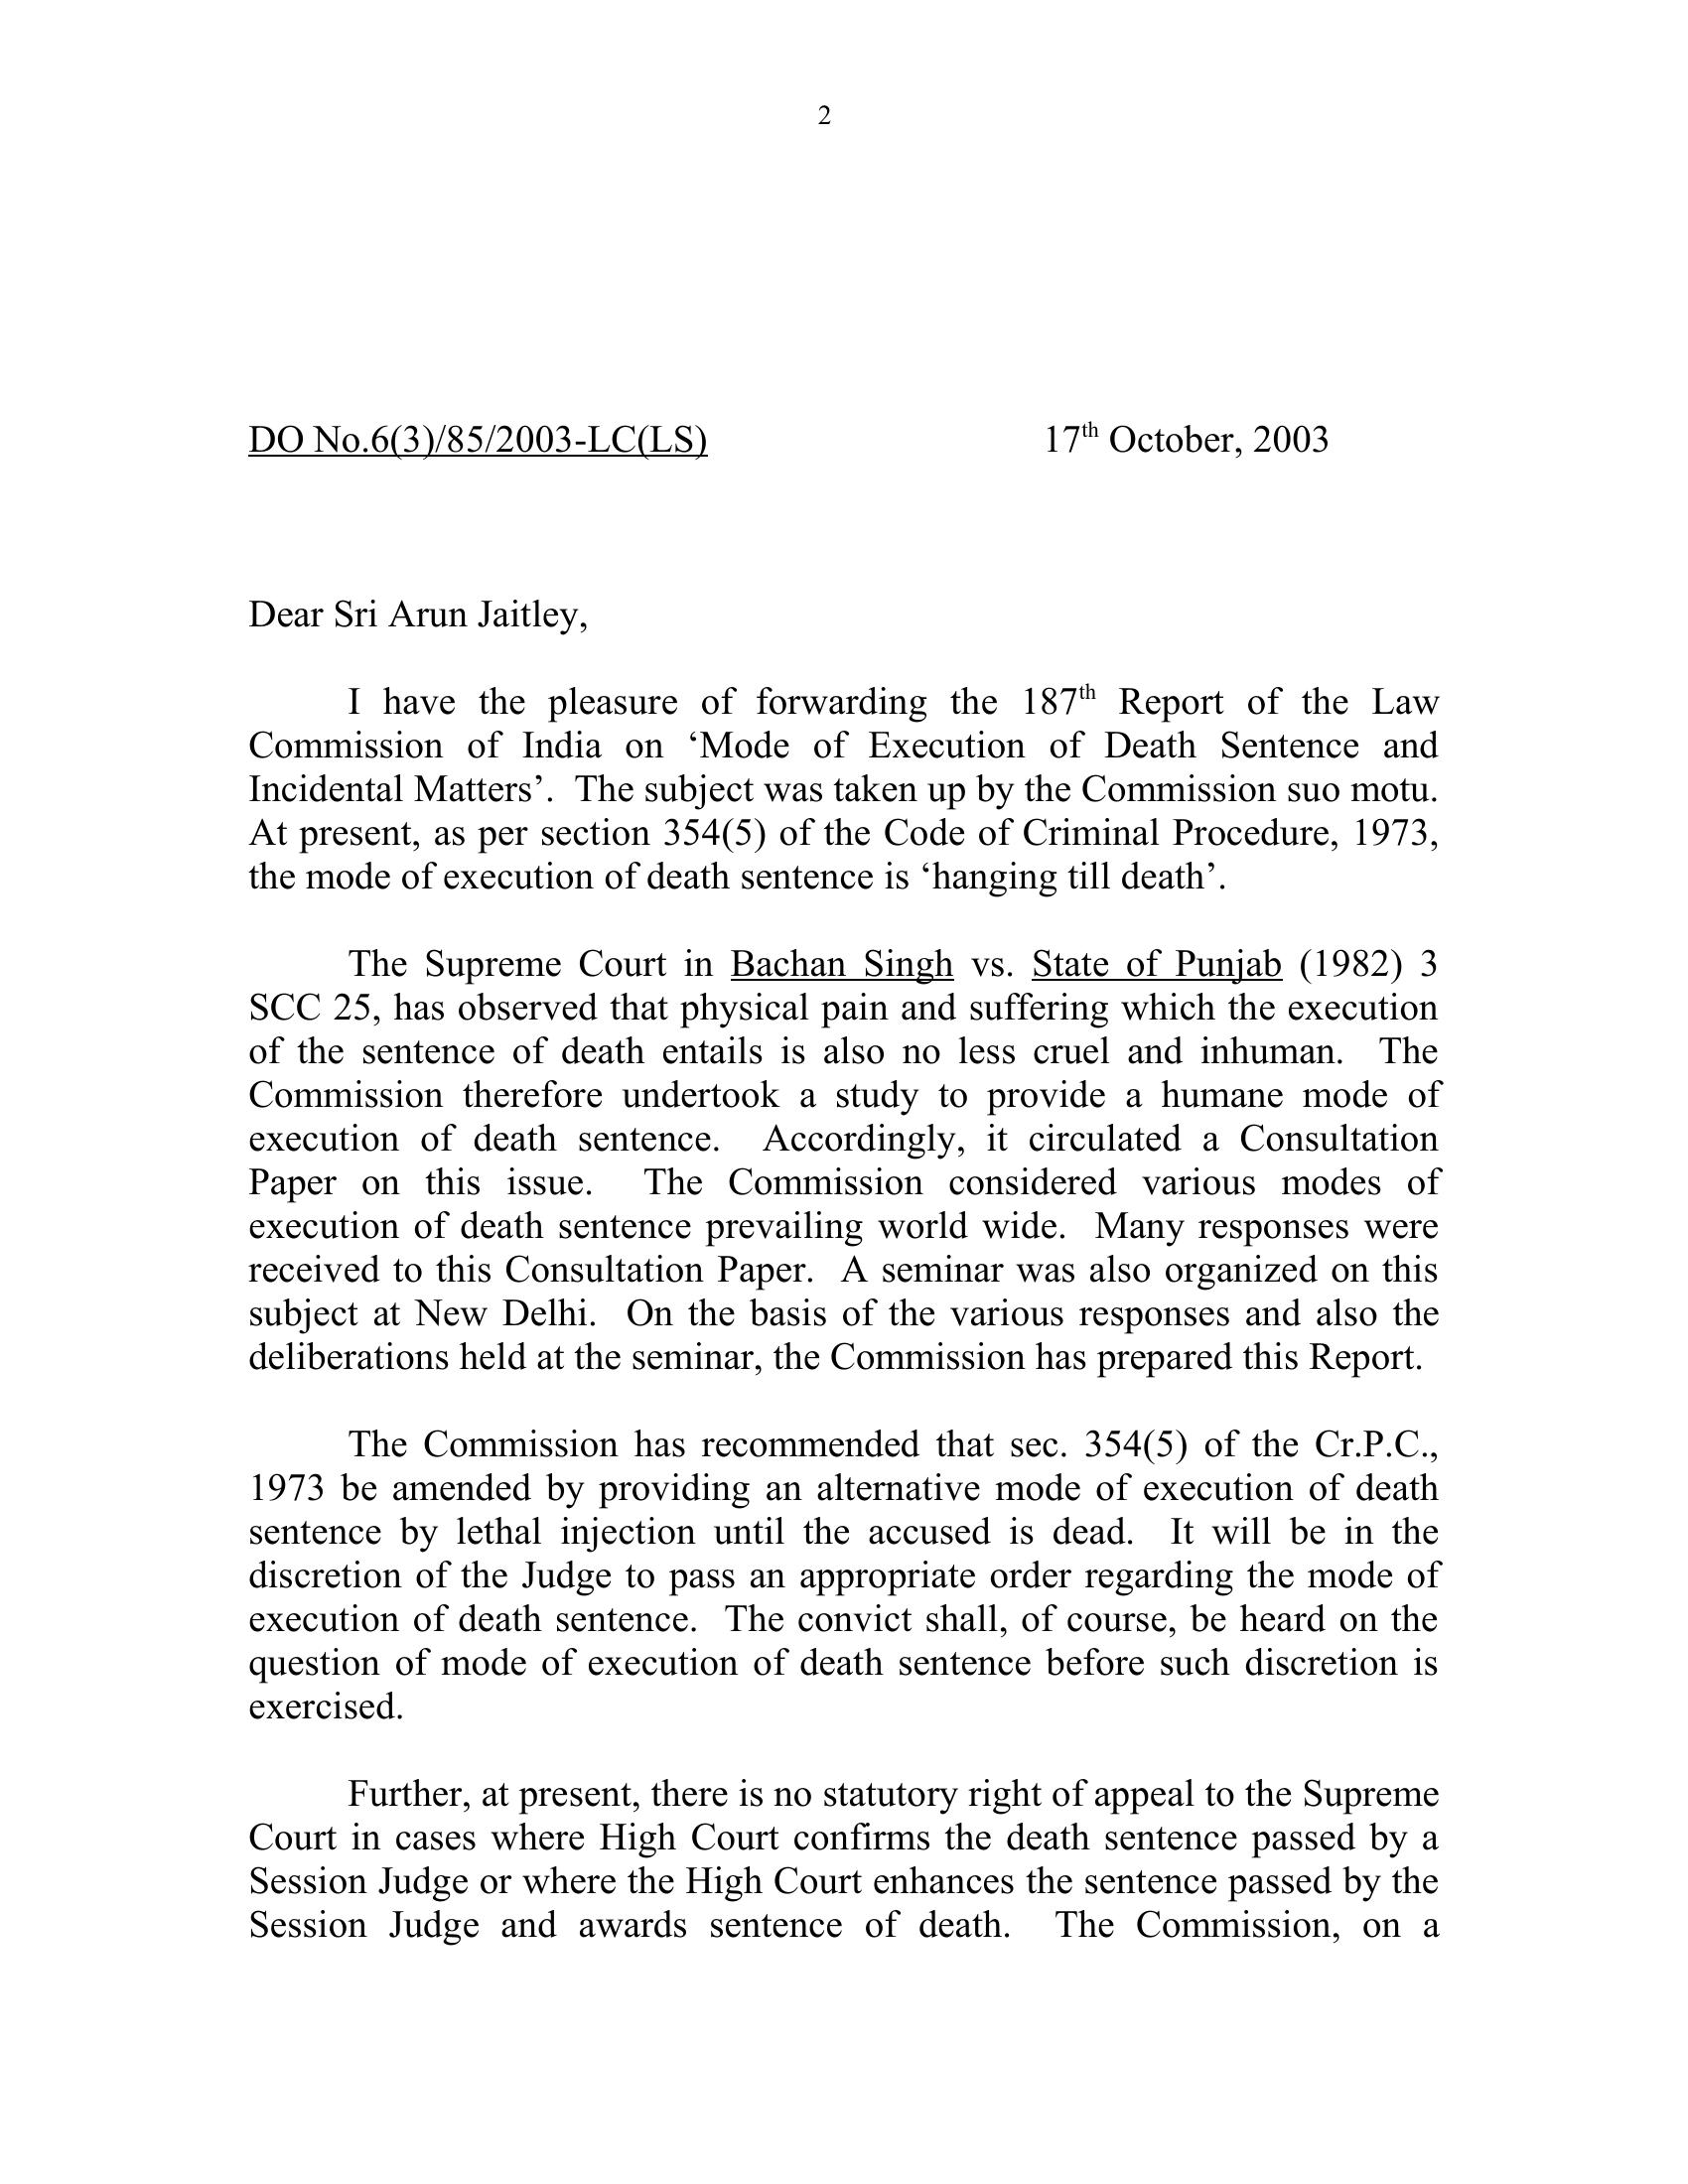 2
DO No.6(3)/85/2003-LC(LS) 17th October, 2003
Dear Sri Arun Jaitley,
I have the pleasure of forwarding the 187th Report of the Law
Commission of India on ‘Mode of Execution of Death Sentence and
Incidental Matters’. The subject was taken up by the Commission suo motu.
At present, as per section 354(5) of the Code of Criminal Procedure, 1973,
the mode of execution of death sentence is ‘hanging till death’.
The Supreme Court in Bachan Singh vs. State of Punjab (1982) 3
SCC 25, has observed that physical pain and suffering which the execution
of the sentence of death entails is also no less cruel and inhuman. The
Commission therefore undertook a study to provide a humane mode of
execution of death sentence. Accordingly, it circulated a Consultation
Paper on this issue. The Commission considered various modes of
execution of death sentence prevailing world wide. Many responses were
received to this Consultation Paper. A seminar was also organized on this
subject at New Delhi. On the basis of the various responses and also the
deliberations held at the seminar, the Commission has prepared this Report.
The Commission has recommended that sec. 354(5) of the Cr.P.C.,
1973 be amended by providing an alternative mode of execution of death
sentence by lethal injection until the accused is dead. It will be in the
discretion of the Judge to pass an appropriate order regarding the mode of
execution of death sentence. The convict shall, of course, be heard on the
question of mode of execution of death sentence before such discretion is
exercised.
Further, at present, there is no statutory right of appeal to the Supreme
Court in cases where High Court confirms the death sentence passed by a
Session Judge or where the High Court enhances the sentence passed by the
Session Judge and awards sentence of death. The Commission, on a